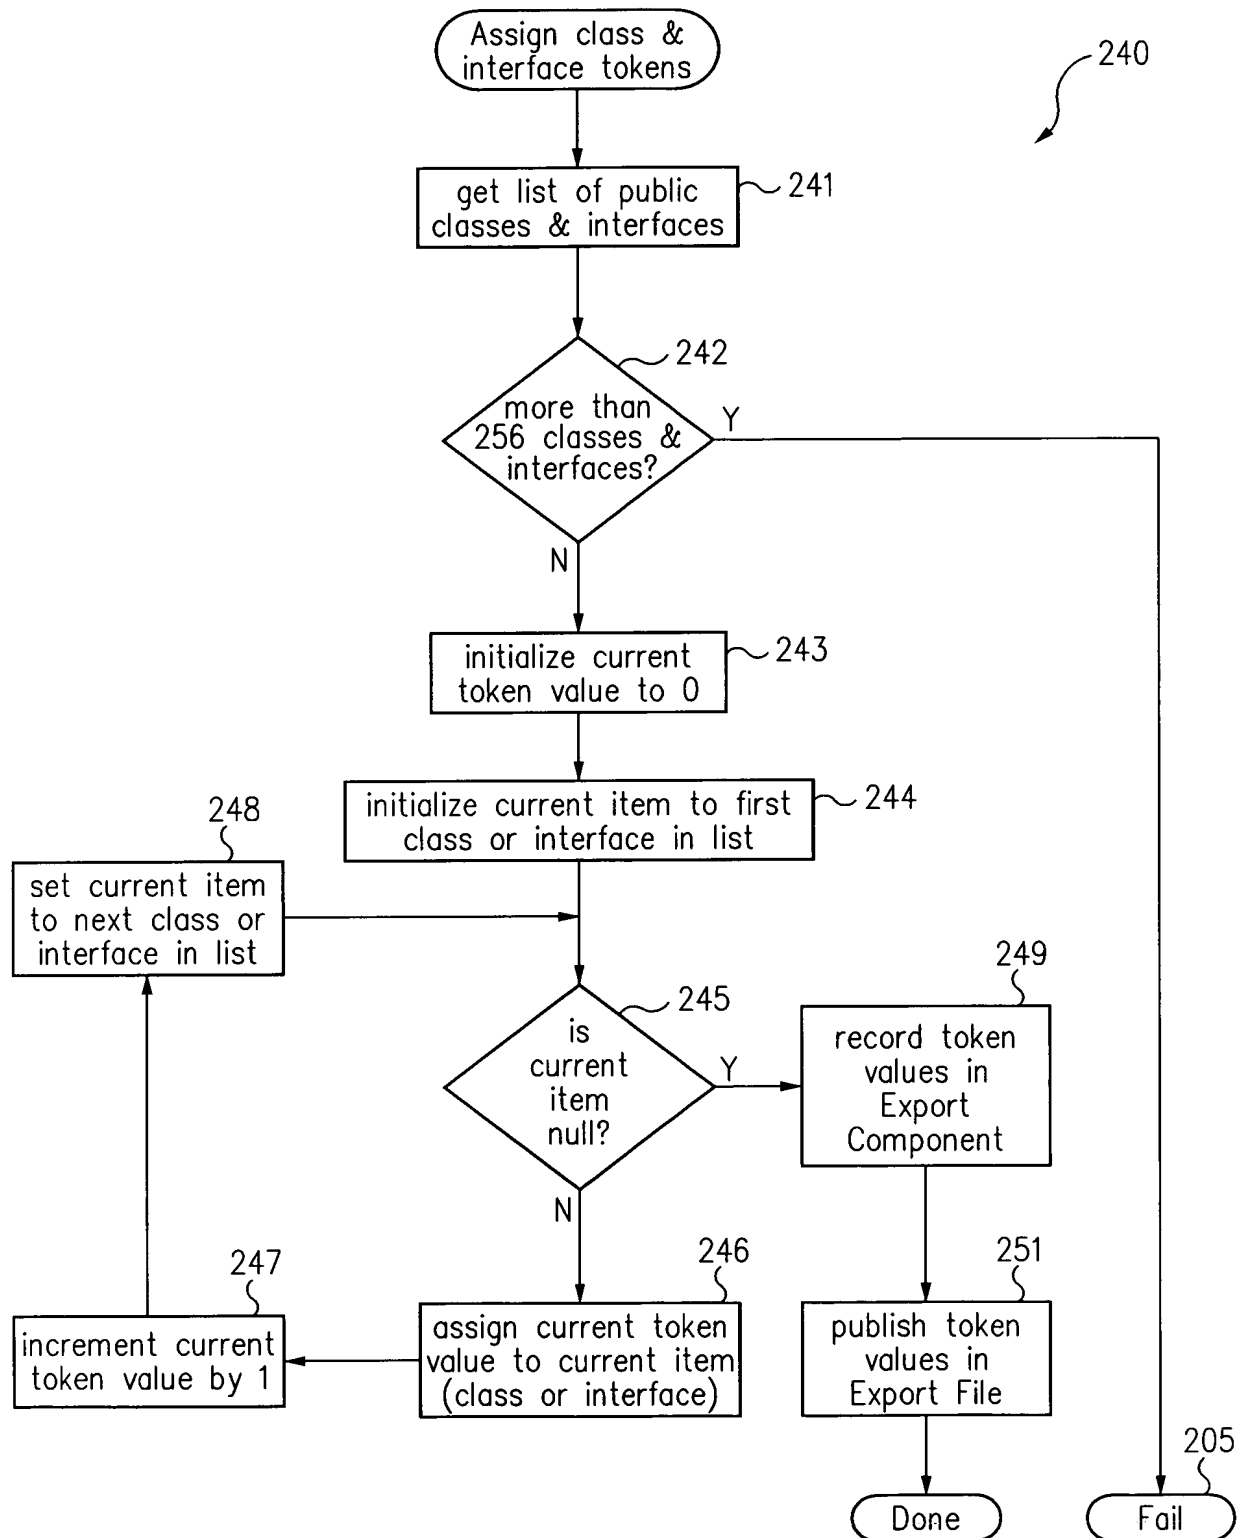 Assign class &
interface tokens
240
get list of public
classes & interfaces
241
242
more than
256 classes &
interfaces?
Y
N
initialize current
token value to 0
243
initialize current item to first
class or interface in list
244
248
set current item
to next class or
interface in list
245
is
current
item
null?
Y
N
249
record token
values in
Export
Component
247
increment current
token value by 1
246
assign current token
value to current item
(class or interface)
251
publish token
values in
Export File
Done
205
Fail